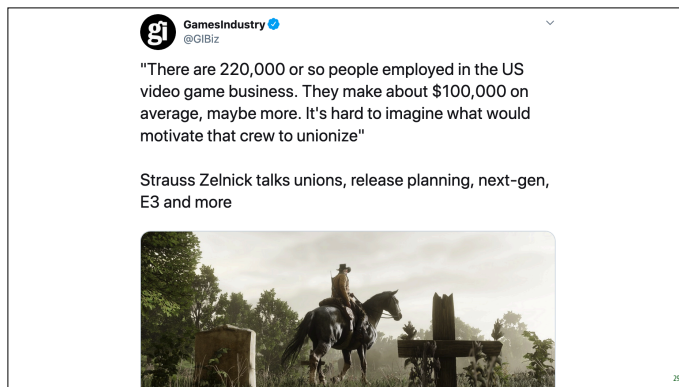 gi GamesIndustry
@GIBiz
"There are 220,000 or so people employed in the US
video game business. They make about $100,000 on
average, maybe more. It's hard to imagine what would
motivate that crew to unionize"
Strauss Zelnick talks unions, release planning, next-gen,
E3 and more
29